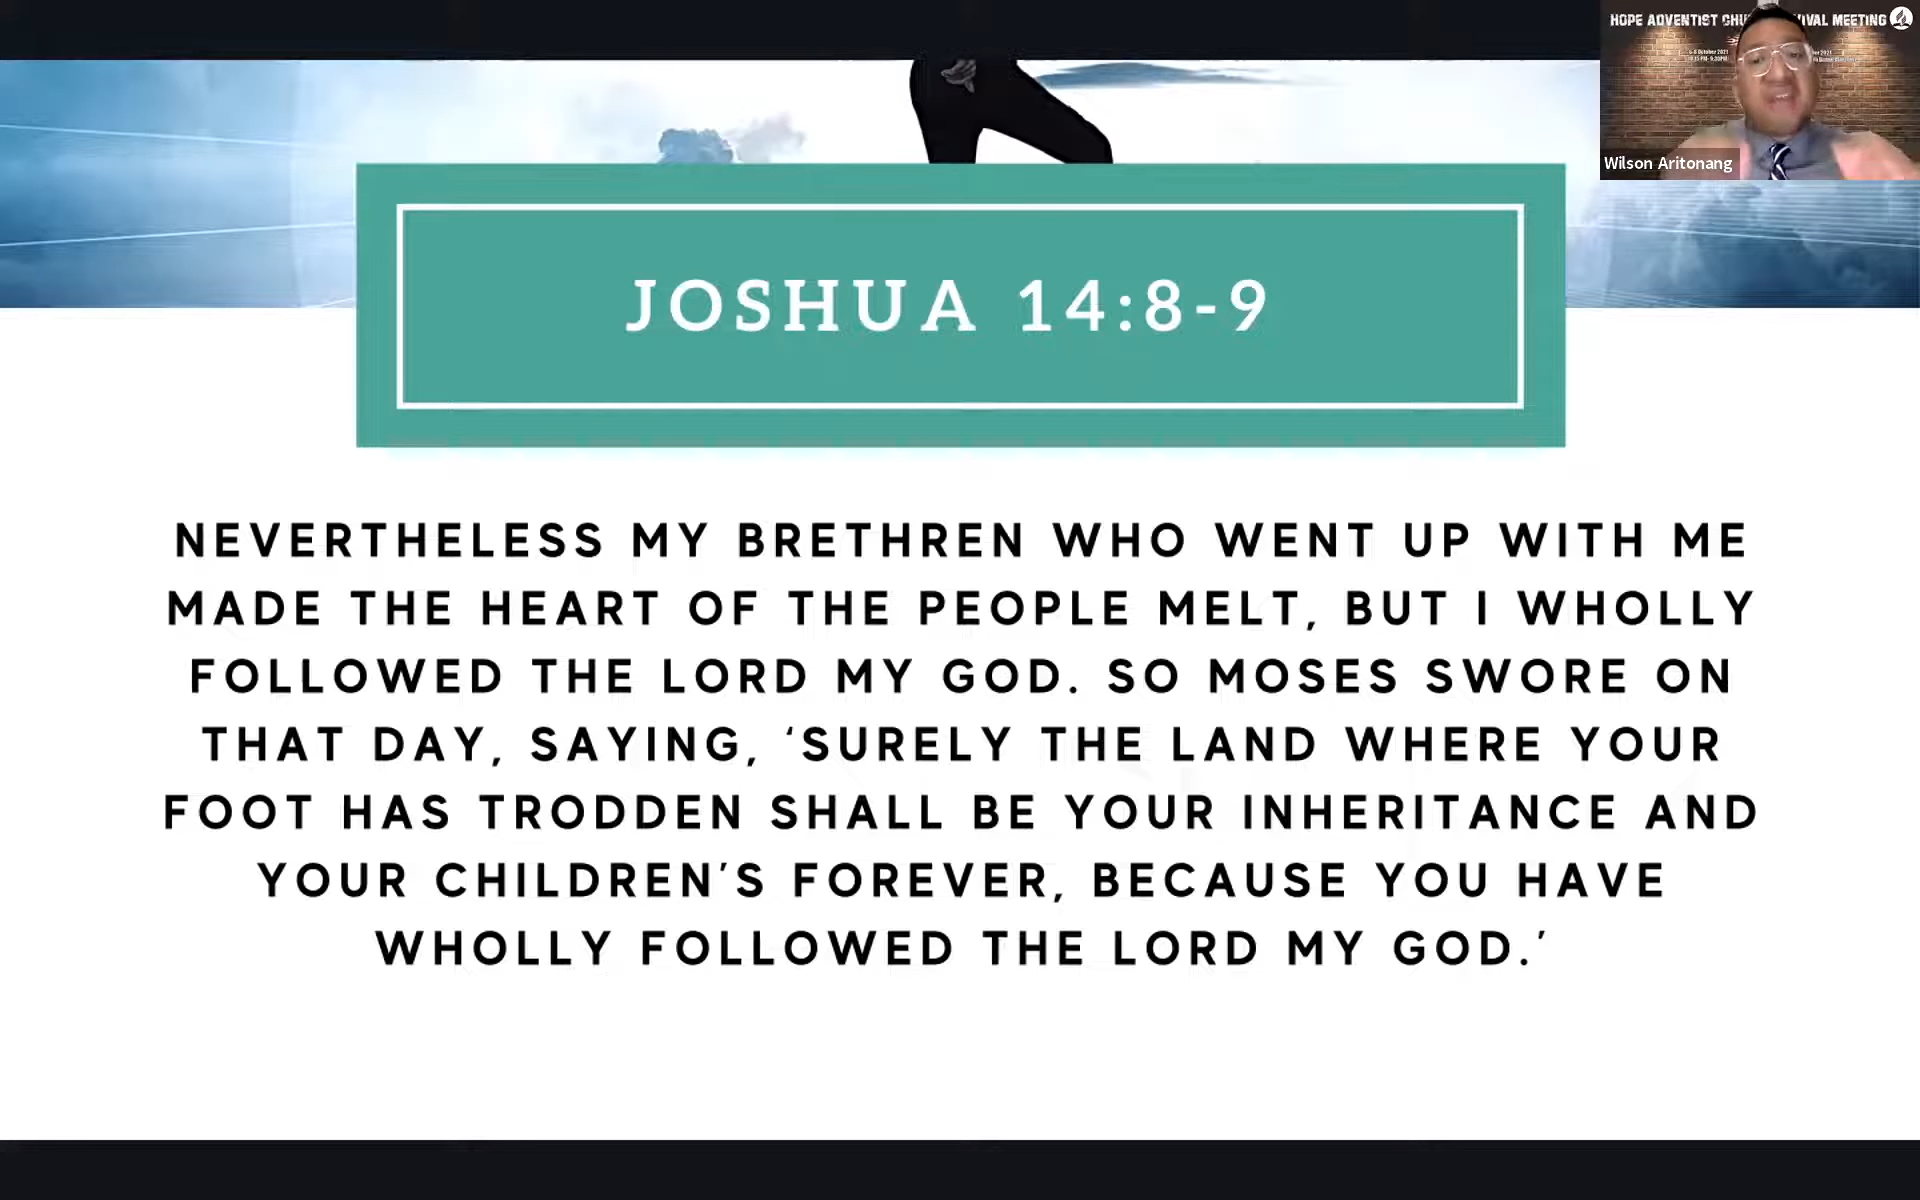 HOPE ADVENTIST CHU VIVAL MEETING
Wilson Aritonang
JOSHUA 14:8-9
NEVERTHELESS MY BRETHREN WHO WENT UP WITH ME
MADE THE HEART OF THE PEOPLE MELT, BUT I WHOLLY
FOLLOWED THE LORD MY GOD. SO MOSES SWORE ON
THAT DAY, SAYING, ‘SURELY THE LAND WHERE YOUR
FOOT HAS TRODDEN SHALL BE YOUR INHERITANCE AND
YOUR CHILDREN’S FOREVER, BECAUSE YOU HAVE
WHOLLY FOLLOWED THE LORD MY GOD.’